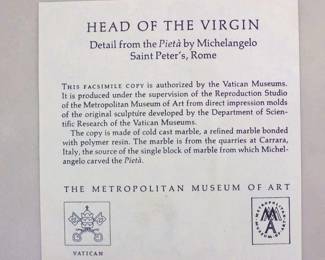 HEAD OF THE VIRGIN
Detail from the Pietà by Michelangelo
Saint Peter's, Rome
THIS FACSIMILE COPY is authorized by the Vatican Museums.
It is produced under the supervision of the Reproduction Studio
of the Metropolitan Museum of Art from direct impression molds
of the original sculpture developed by the Department of Scien-
tific Research of the Vatican Museums.
The copy is made of cold cast marble, a refined marble bonded
with polymer resin. The marble is from the quarries at Carrara,
Italy, the source of the single block of marble from which Michel-
angelo carved the Pietà.
THE METROPOLITAN MUSEUM OF ART
VATICAN